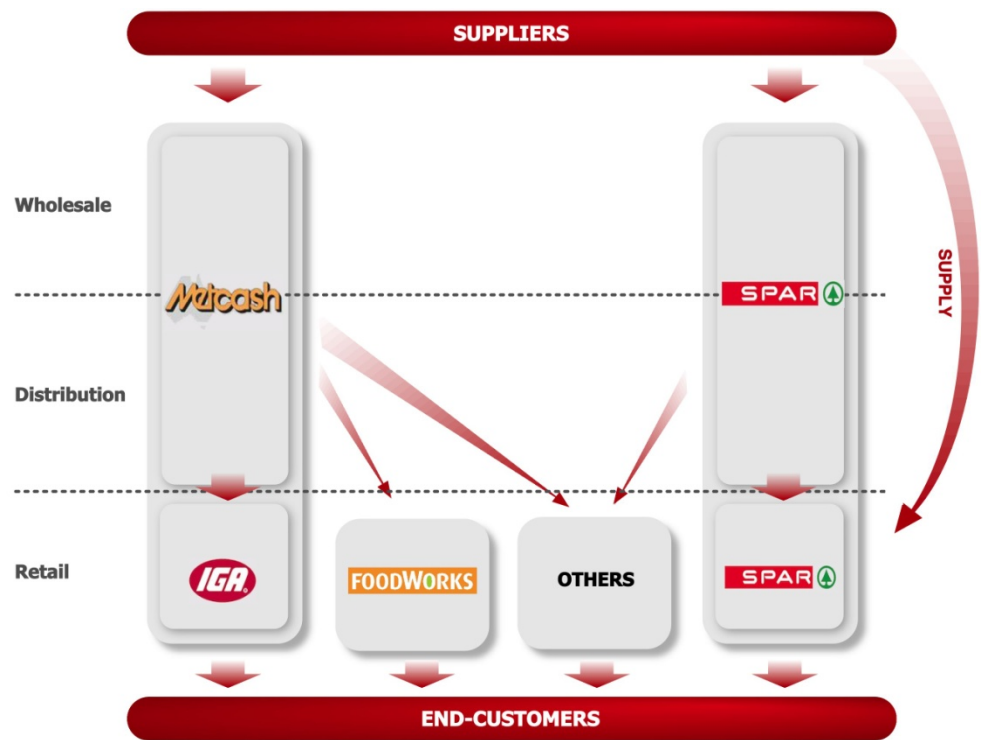 SUPPLIERS
Wholesale
Metcash
SPAR
SUPPLY
Distribution
Retail
IGA
FOODWORKS
OTHERS
SPAR
END-CUSTOMERS